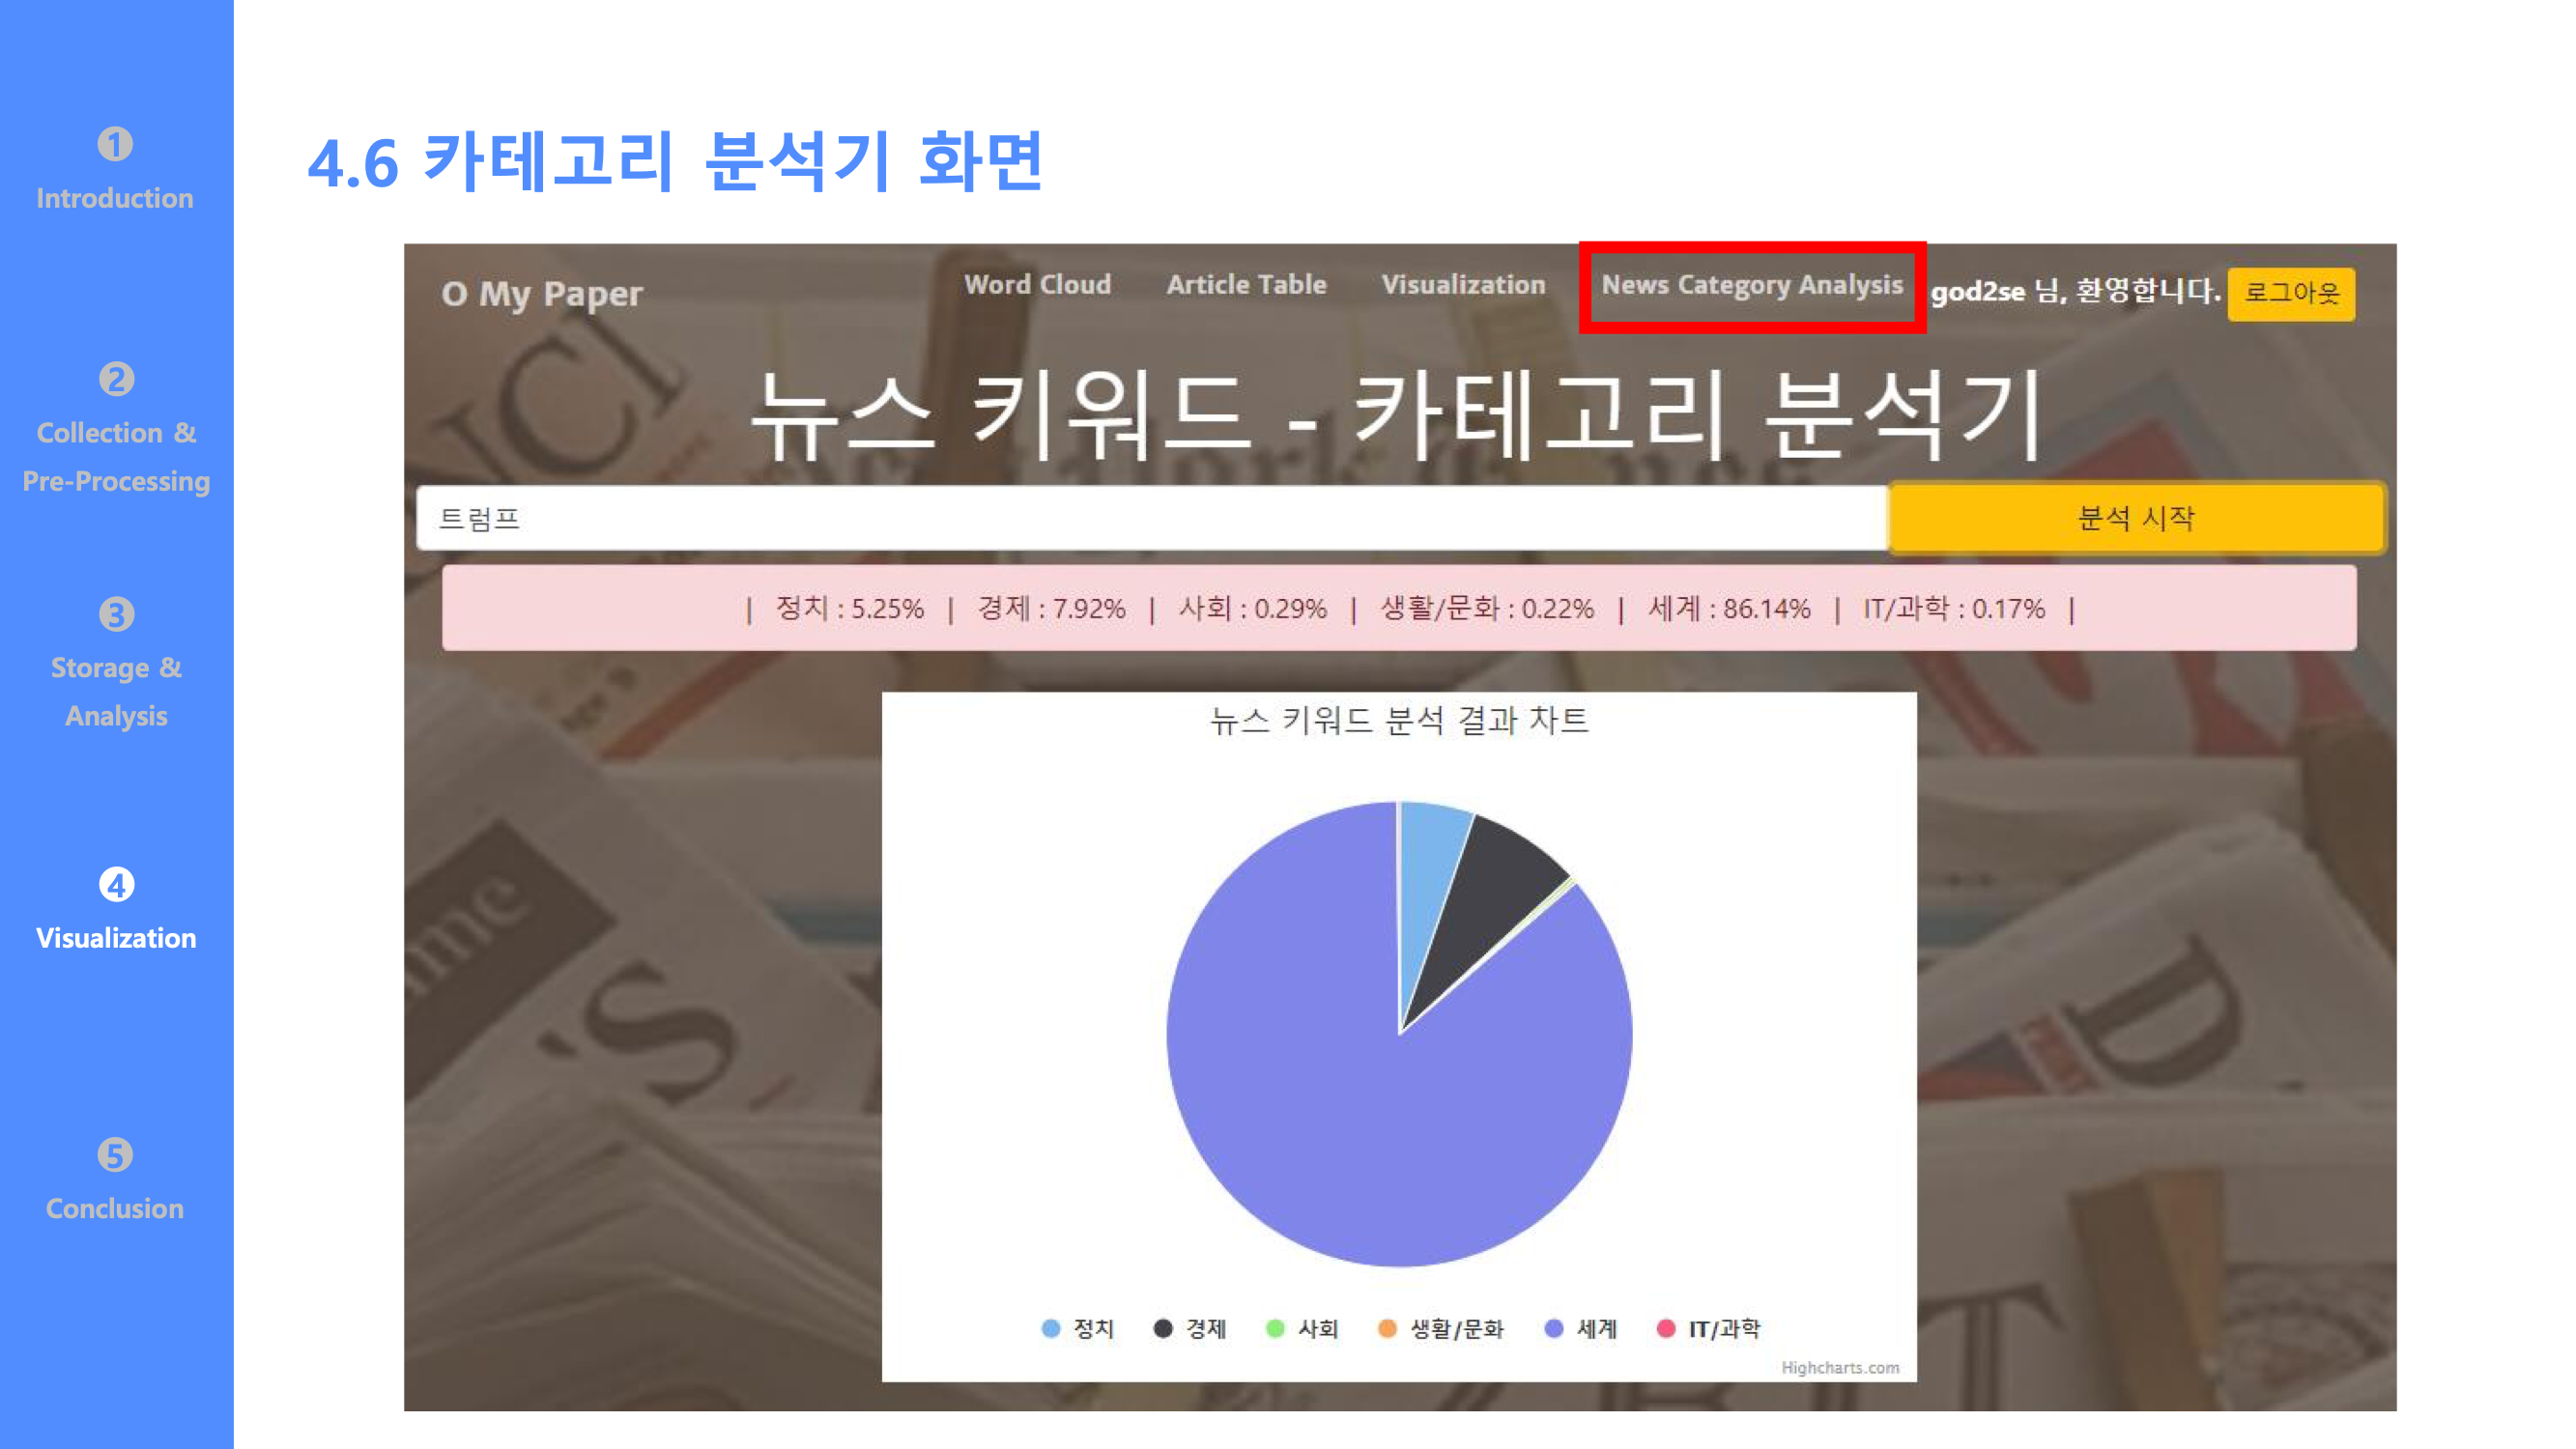 ❶
Introduction
❷
Collection &
Pre-Processing
❸
Storage &
Analysis
❹
Visualization
❺
Conclusion
4.6 카테고리 분석기 화면
O My Paper
Word Cloud
Article Table
Visualization
News Category Analysis
god2se 님, 환영합니다.
로그아웃
뉴스 키워드 - 카테고리 분석기
트럼프
분석 시작
| 정치 : 5.25% | 경제 : 7.92% | 사회 : 0.29% | 생활/문화 : 0.22% | 세계 : 86.14% | IT/과학 : 0.17% |
뉴스 키워드 분석 결과 차트
정치
경제
사회
생활/문화
세계
IT/과학
Highcharts.com